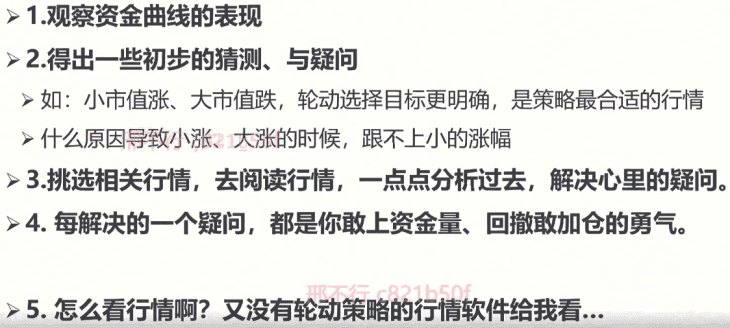 ➢ 1.观察资金曲线的表现
➢ 2.得出一些初步的猜测、与疑问
➢ 如：小市值涨、大市值跌，轮动选择目标更明确，是策略最合适的行情
➢ 什么原因导致小涨、大涨的时候，跟不上小的涨幅
➢ 3.挑选相关行情，去阅读行情，一点点分析过去，解决心里的疑问。
➢ 4. 每解决的一个疑问，都是你敢上资金量、回撤敢加仓的勇气。
邢不行 c821b50f
➢ 5. 怎么看行情啊？又没有轮动策略的行情软件给我看...